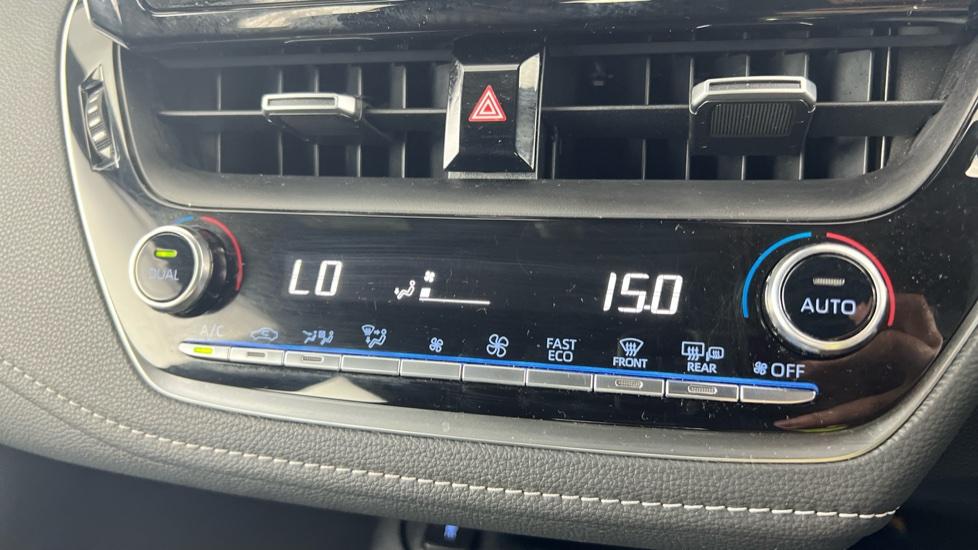 LO 15.0
DUAL
AUTO
A/C
FAST
ECO
FRONT
REAR
OFF